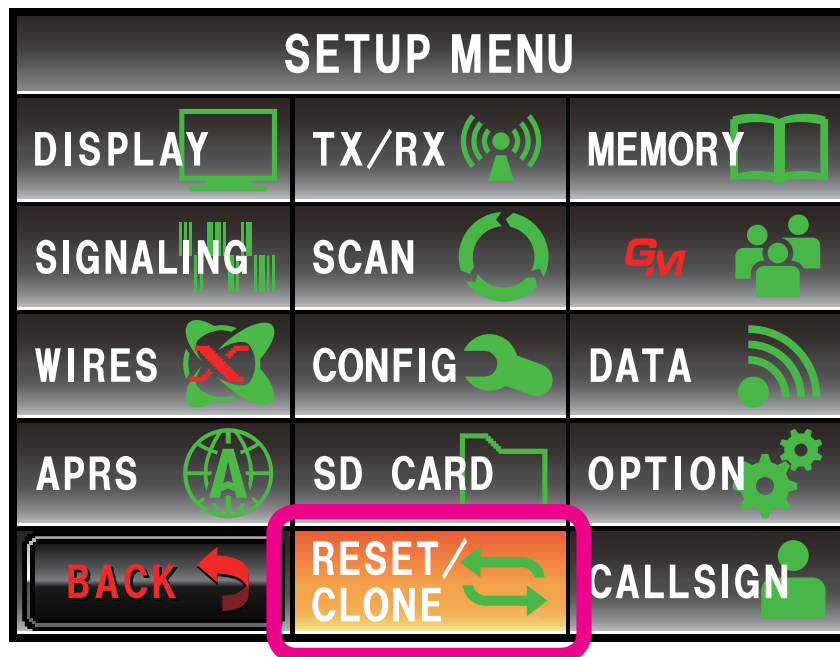 SETUP MENU
DISPLAY
TX/RX
MEMORY
SIGNALING
SCAN
GM
WIRES X
CONFIG
DATA
APRS A
SD CARD
OPTION
BACK
RESET/
CLONE
CALLSIGN